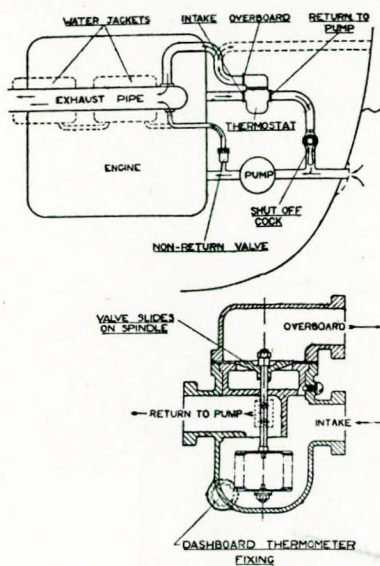 WATER JACKETS
INTAKE
OVERBOARD
RETURN TO
PUMP
EXHAUST PIPE
THERMOSTAT
ENGINE
PUMP
SHUT OFF
COCK
NON-RETURN VALVE
VALVE SLIDES
ON SPINDLE
OVERBOARD
RETURN TO PUMP
INTAKE
DASHBOARD THERMOMETER
FIXING